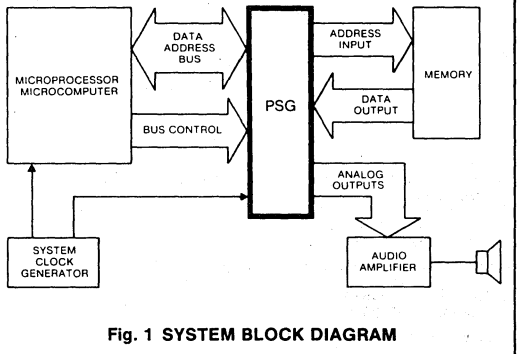 DATA
ADDRESS
BUS
ADDRESS
INPUT
MICROPROCESSOR
MICROCOMPUTER
PSG
MEMORY
DATA
OUTPUT
BUS CONTROL
ANALOG
OUTPUTS
SYSTEM
CLOCK
GENERATOR
AUDIO
AMPLIFIER
Fig. 1 SYSTEM BLOCK DIAGRAM